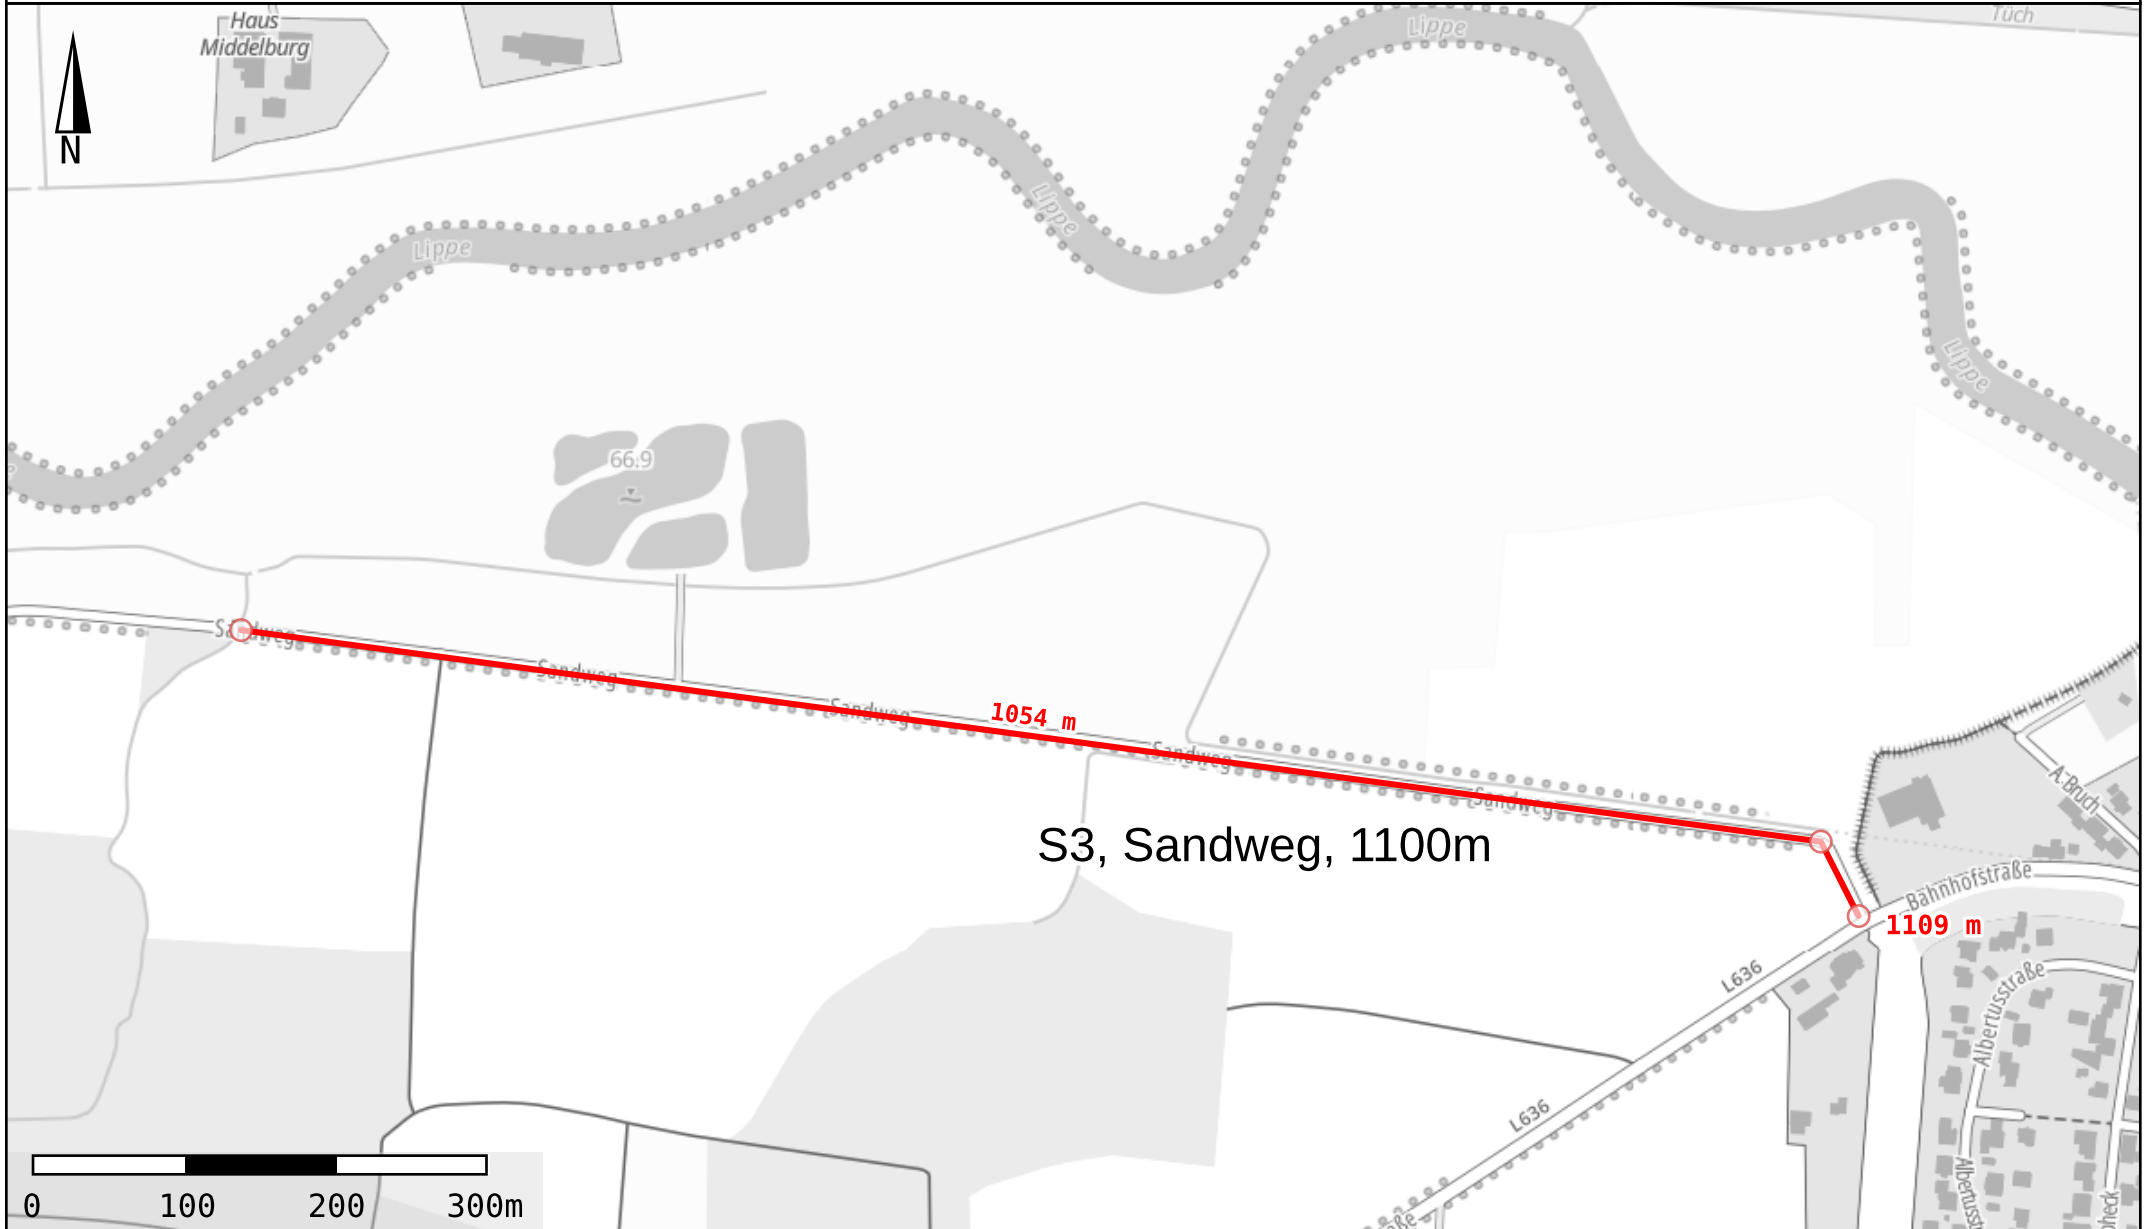 Haus
Middelburg
N
Tüch
Lippe
Lippe
Lippe
Lippe
66.9
Sandweg
Sandweg
Sandweg
1054 m
Sandweg
Sandweg
A. Bruch
S3, Sandweg, 1100m
Bahnhofstraße
1109 m
L636
Albertusstraße
L636
0 100 200 300m